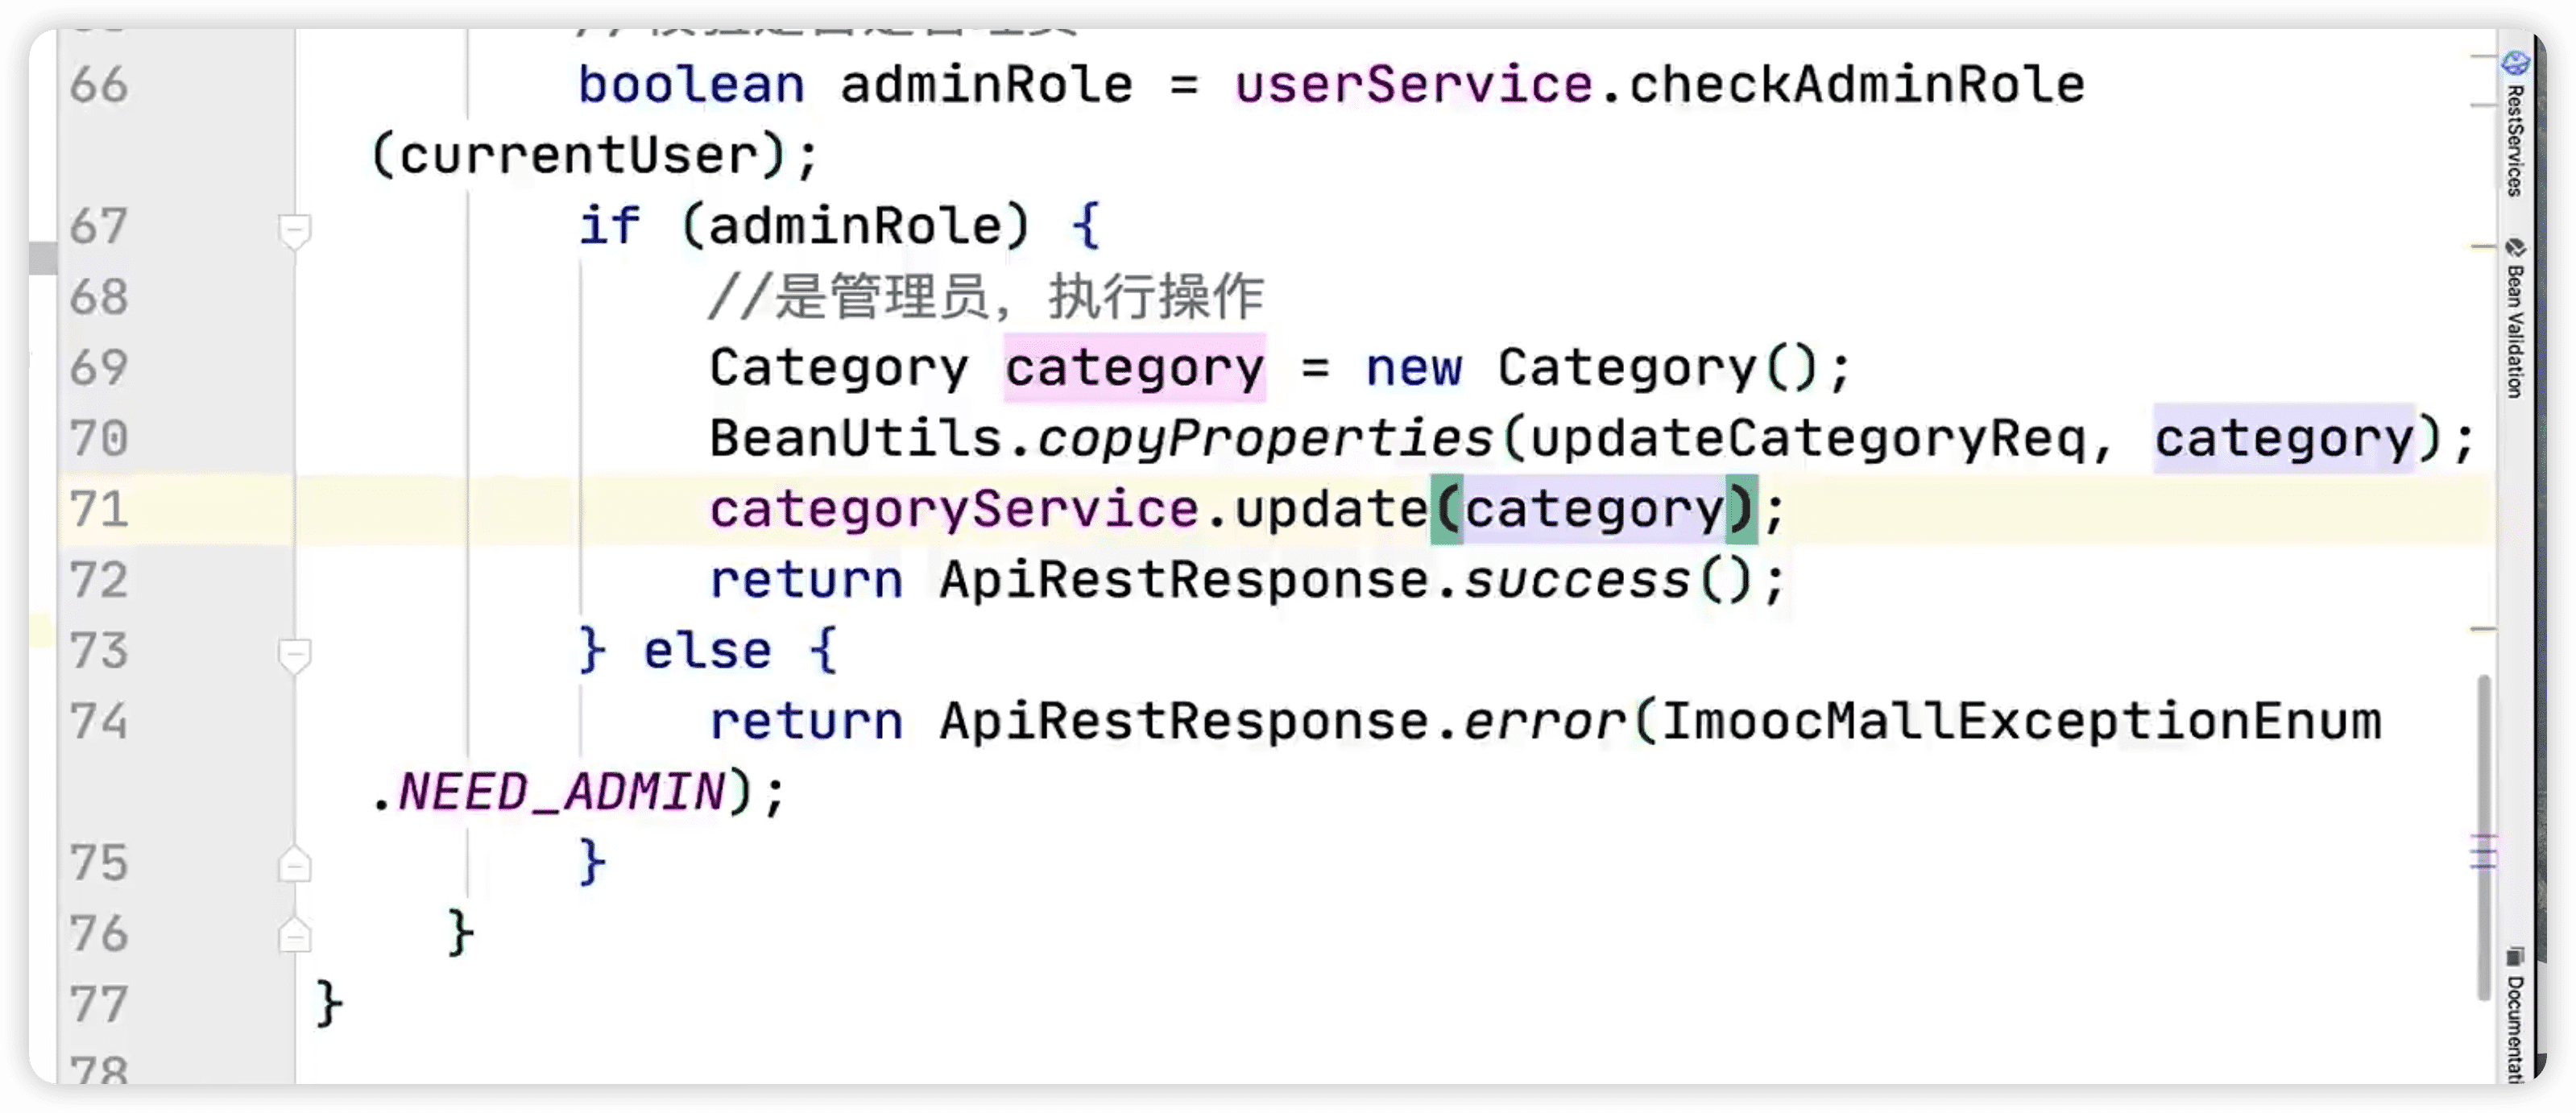 66 boolean adminRole = userService.checkAdminRole
(currentUser);
67 if (adminRole) {
68 //是管理员，执行操作
69 Category category = new Category();
70 BeanUtils.copyProperties(updateCategoryReq, category);
71 categoryService.update(category);
72 return ApiRestResponse.success();
73 } else {
74 return ApiRestResponse.error(ImoocMallExceptionEnum
.NEED_ADMIN);
75 }
76 }
77 }
78
RestServices
Bean Validation